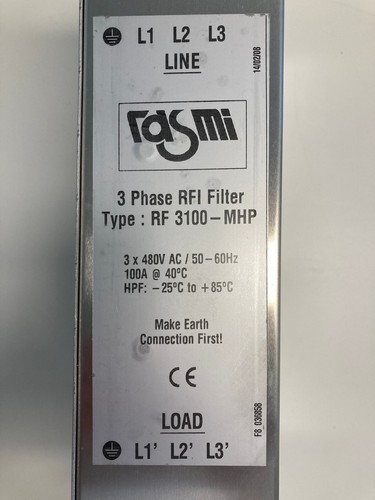 L1 L2 L3
LINE
14/02/08
rasmi
3 Phase RFI Filter
Type : RF 3100-MHP
3 x 480V AC / 50-60Hz
100A @ 40°C
HPF: -25°C to +85°C
Make Earth
Connection First!
CE
LOAD
F8_036858
L1' L2' L3'